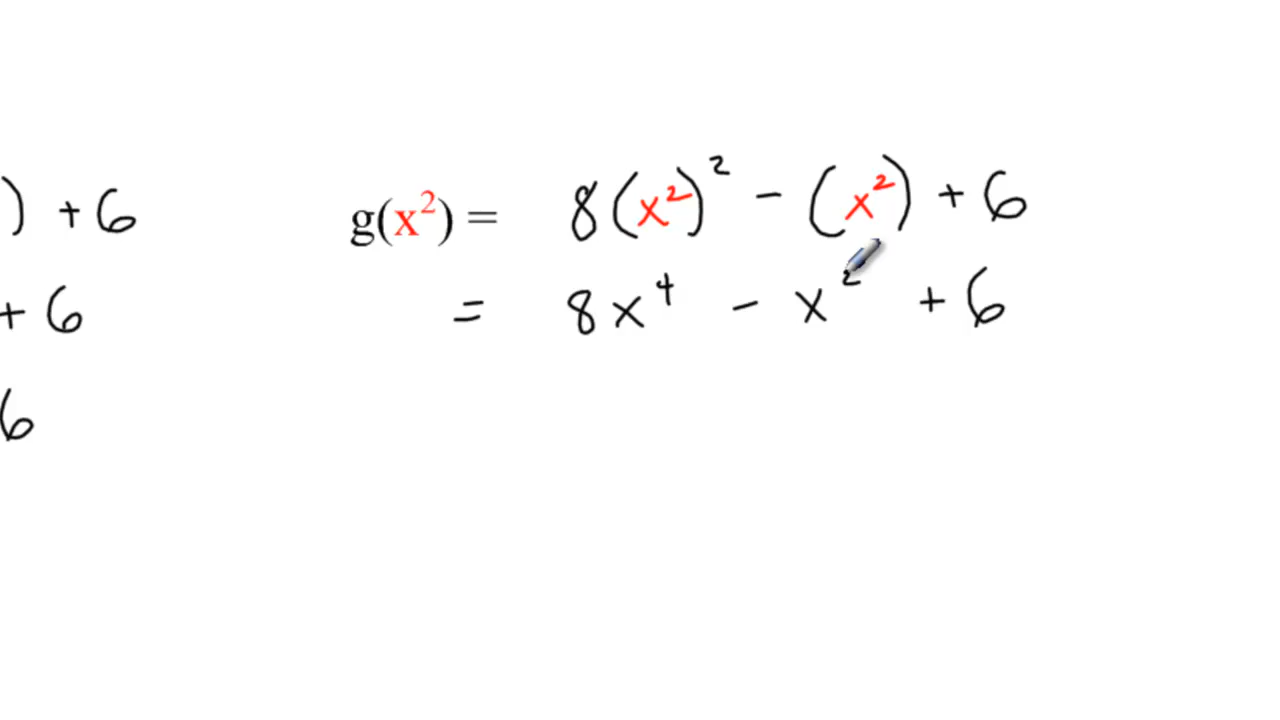 ) + 6
g(x²) = 8(x²)² - (x²) + 6
+ 6
= 8x⁴ - x² + 6
6